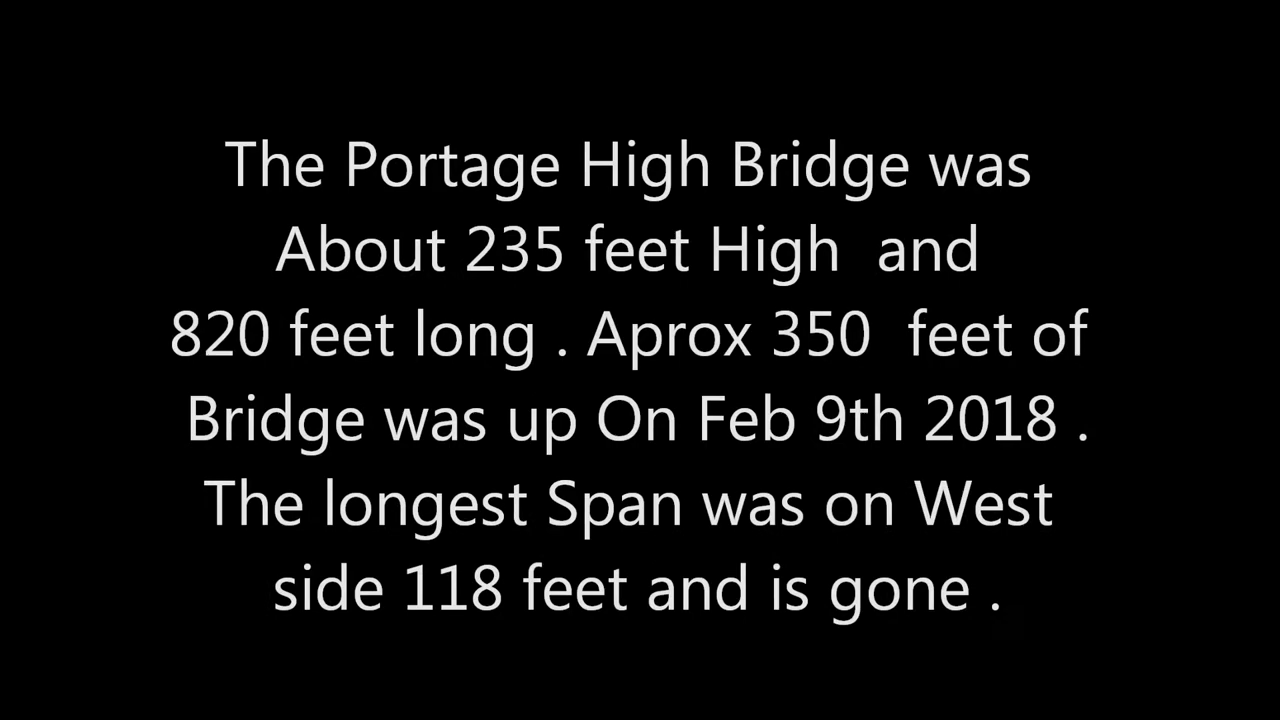 The Portage High Bridge was
About 235 feet High  and
820 feet long . Aprox 350  feet of
Bridge was up On Feb 9th 2018 .
The longest Span was on West
side 118 feet and is gone .